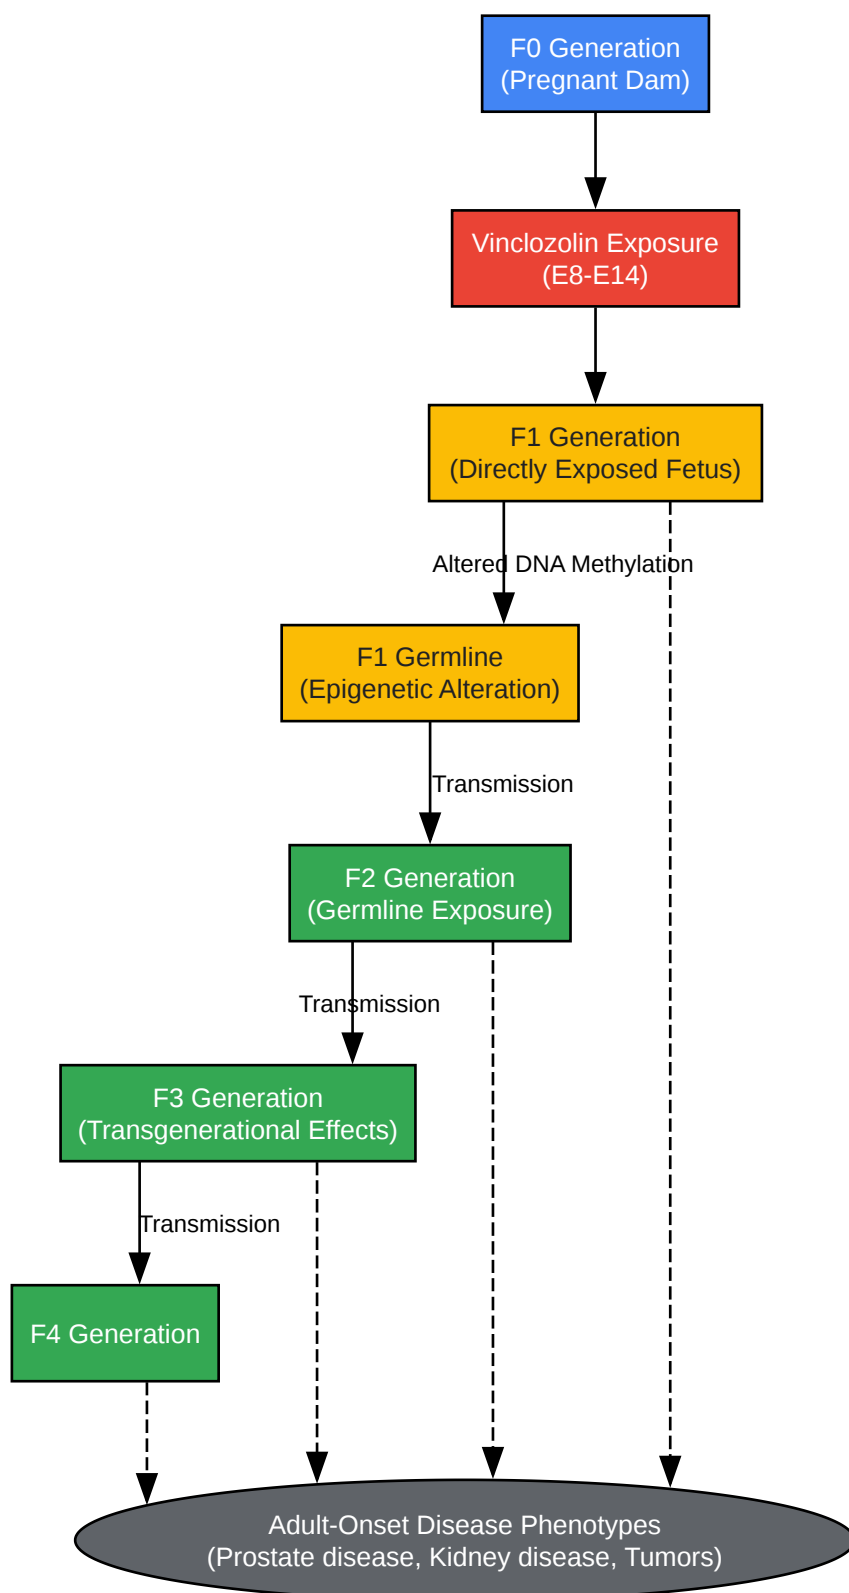 F0 Generation
(Pregnant Dam)
Vinclozolin Exposure
(E8-E14)
F1 Generation
(Directly Exposed Fetus)
Altered DNA Methylation
F1 Germline
(Epigenetic Alteration)
Transmission
F2 Generation
(Germline Exposure)
Transmission
F3 Generation
(Transgenerational Effects)
Transmission
F4 Generation
Adult-Onset Disease Phenotypes
(Prostate disease, Kidney disease, Tumors)